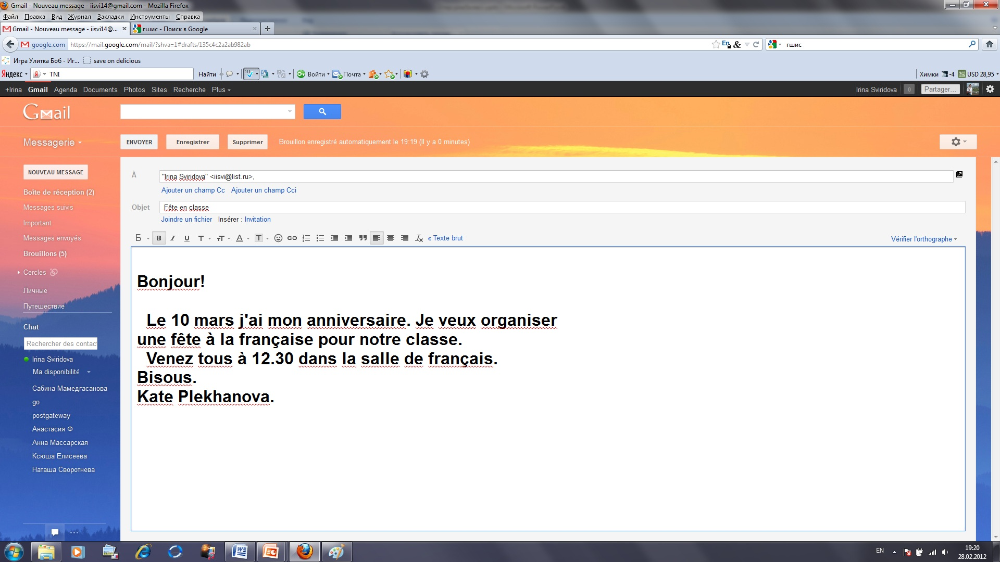 Gmail - Nouveau message - iisvi14@gmail.com - Mozilla Firefox
Файл Правка Вид Журнал Закладки Инструменты Справка
Gmail - Nouveau message - iisvi14@... гшис - Поиск в Google
google.com https://mail.google.com/mail/?shva=1#drafts/135c4c2a2ab982ab гшис
Игра Улитка Боб - Иг... save on delicious
Яндекс TNI Найти Войти Почта Химки -4 USD 28,95
+Irina Gmail Agenda Documents Photos Sites Recherche Plus Irina Sviridova 0 Partager...
Gmail
Messagerie ENVOYER Enregistrer Supprimer Brouillon enregistré automatiquement le 19:19 (Il y a 0 minutes)
NOUVEAU MESSAGE
Boîte de réception (2)
Messages suivis
Important
Messages envoyés
Brouillons (5)
Cercles
Личные
Путешествие
Chat
Rechercher des contac
Irina Sviridova
Ma disponibilité
Сабина Мамедгасанова
go
postgateway
Анастасия Ф
Анна Массарская
Ксюша Елисеева
Наташа Своротнева
À "Irina Sviridova" <iisvi@list.ru>,
Ajouter un champ Cc Ajouter un champ Cci
Objet Fête en classe
Joindre un fichier Insérer : Invitation
« Texte brut Vérifier l'orthographe
Bonjour!
Le 10 mars j'ai mon anniversaire. Je veux organiser
une fête à la française pour notre classe.
Venez tous à 12.30 dans la salle de français.
Bisous.
Kate Plekhanova.
EN 19:20
28.02.2012